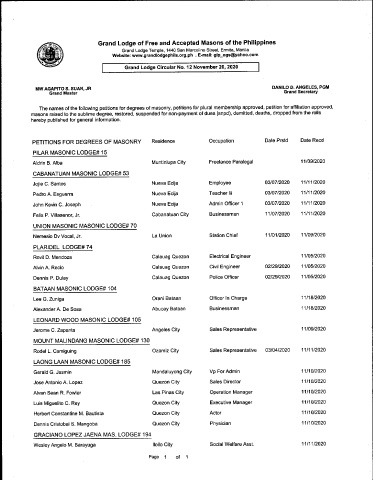 Grand Lodge of Free and Accepted Masons of the Philippines
Grand Lodge Temple, 1440 San Marcelino Street, Ermita, Manila
Website: www.grandlodgephils.org.ph , E-mail: glp_ngs@yahoo.com
Grand Lodge Circular No. 12 November 20, 2020
MW AGAPITO S. SUAN, JR DANILO D. ANGELES, PGM
Grand Master Grand Secretary
The names of the following petitions for degrees of masonry, petitions for plural membership approved, petition for affiliation approved,
masons raised to the sublime degree, restored, suspended for non-payment of dues (snpd), demitted, deaths, dropped from the role
hereby published for general information.
PETITIONS FOR DEGREES OF MASONRY Residence Occupation Date Prstd Date Recd
PILAR MASONIC LODGE# 15
Aldrin B. Alba Muntinlupa City Freelance Paralegal 11/09/2020
CABANATUAN MASONIC LODGE# 53
Jojie C. Santos Nueva Ecija Employee 03/07/2020 11/11/2020
Pedro A. Esguerra Nueva Ecija Teacher Iii 03/07/2020 11/11/2020
John Kevin C. Joseph Nueva Ecija Admin Officer 1 03/07/2020 11/11/2020
Felix P. Villasenor, Jr. Cabanatuan City Businessman 11/07/2020 11/11/2020
UNION MASONIC MASONIC LODGE# 70
Nemesio Dv Vocal, Jr. La Union Station Chief 11/01/2020 11/09/2020
PLARIDEL LODGE# 74
Revil D. Mendoza Calauag Quezon Electrical Engineer 11/05/2020
Alvin A. Recio Calauag Quezon Civil Engineer 02/29/2020 11/05/2020
Dennis P. Dulay Calauag Quezon Police Officer 02/29/2020 11/05/2020
BATAAN MASONIC LODGE# 104
Lee G. Zuniga Orani Bataan Officer In Charge 11/18/2020
Alexander A. De Sosa Abucay Bataan Businessman 11/18/2020
LEONARD WOOD MASONIC LODGE# 105
Jerome C. Zapanta Angeles City Sales Representative 11/09/2020
MOUNT MALINDANG MASONIC LODGE# 130
Rodel L. Camiguing Ozamiz City Sales Representative 03/04/2020 11/11/2020
LAONG LAAN MASONIC LODGE# 185
Gerald G. Jasmin Mandaluyong City Vp For Admin 11/10/2020
Jose Antonio A. Lopez Quezon City Sales Director 11/10/2020
Alvan Sean R. Fowler Las Pinas City Operation Manager 11/10/2020
Luis Miguelito C. Rey Quezon City Executive Manager 11/10/2020
Herbert Constantine M. Bautista Quezon City Actor 11/10/2020
Dennis Cristobal S. Mangoba Quezon City Physician 11/10/2020
GRACIANO LOPEZ JAENA MAS. LODGE# 194
Wesley Angelo M. Barayuga Iloilo City Social Welfare Asst. 11/11/2020
Page 1 of 1